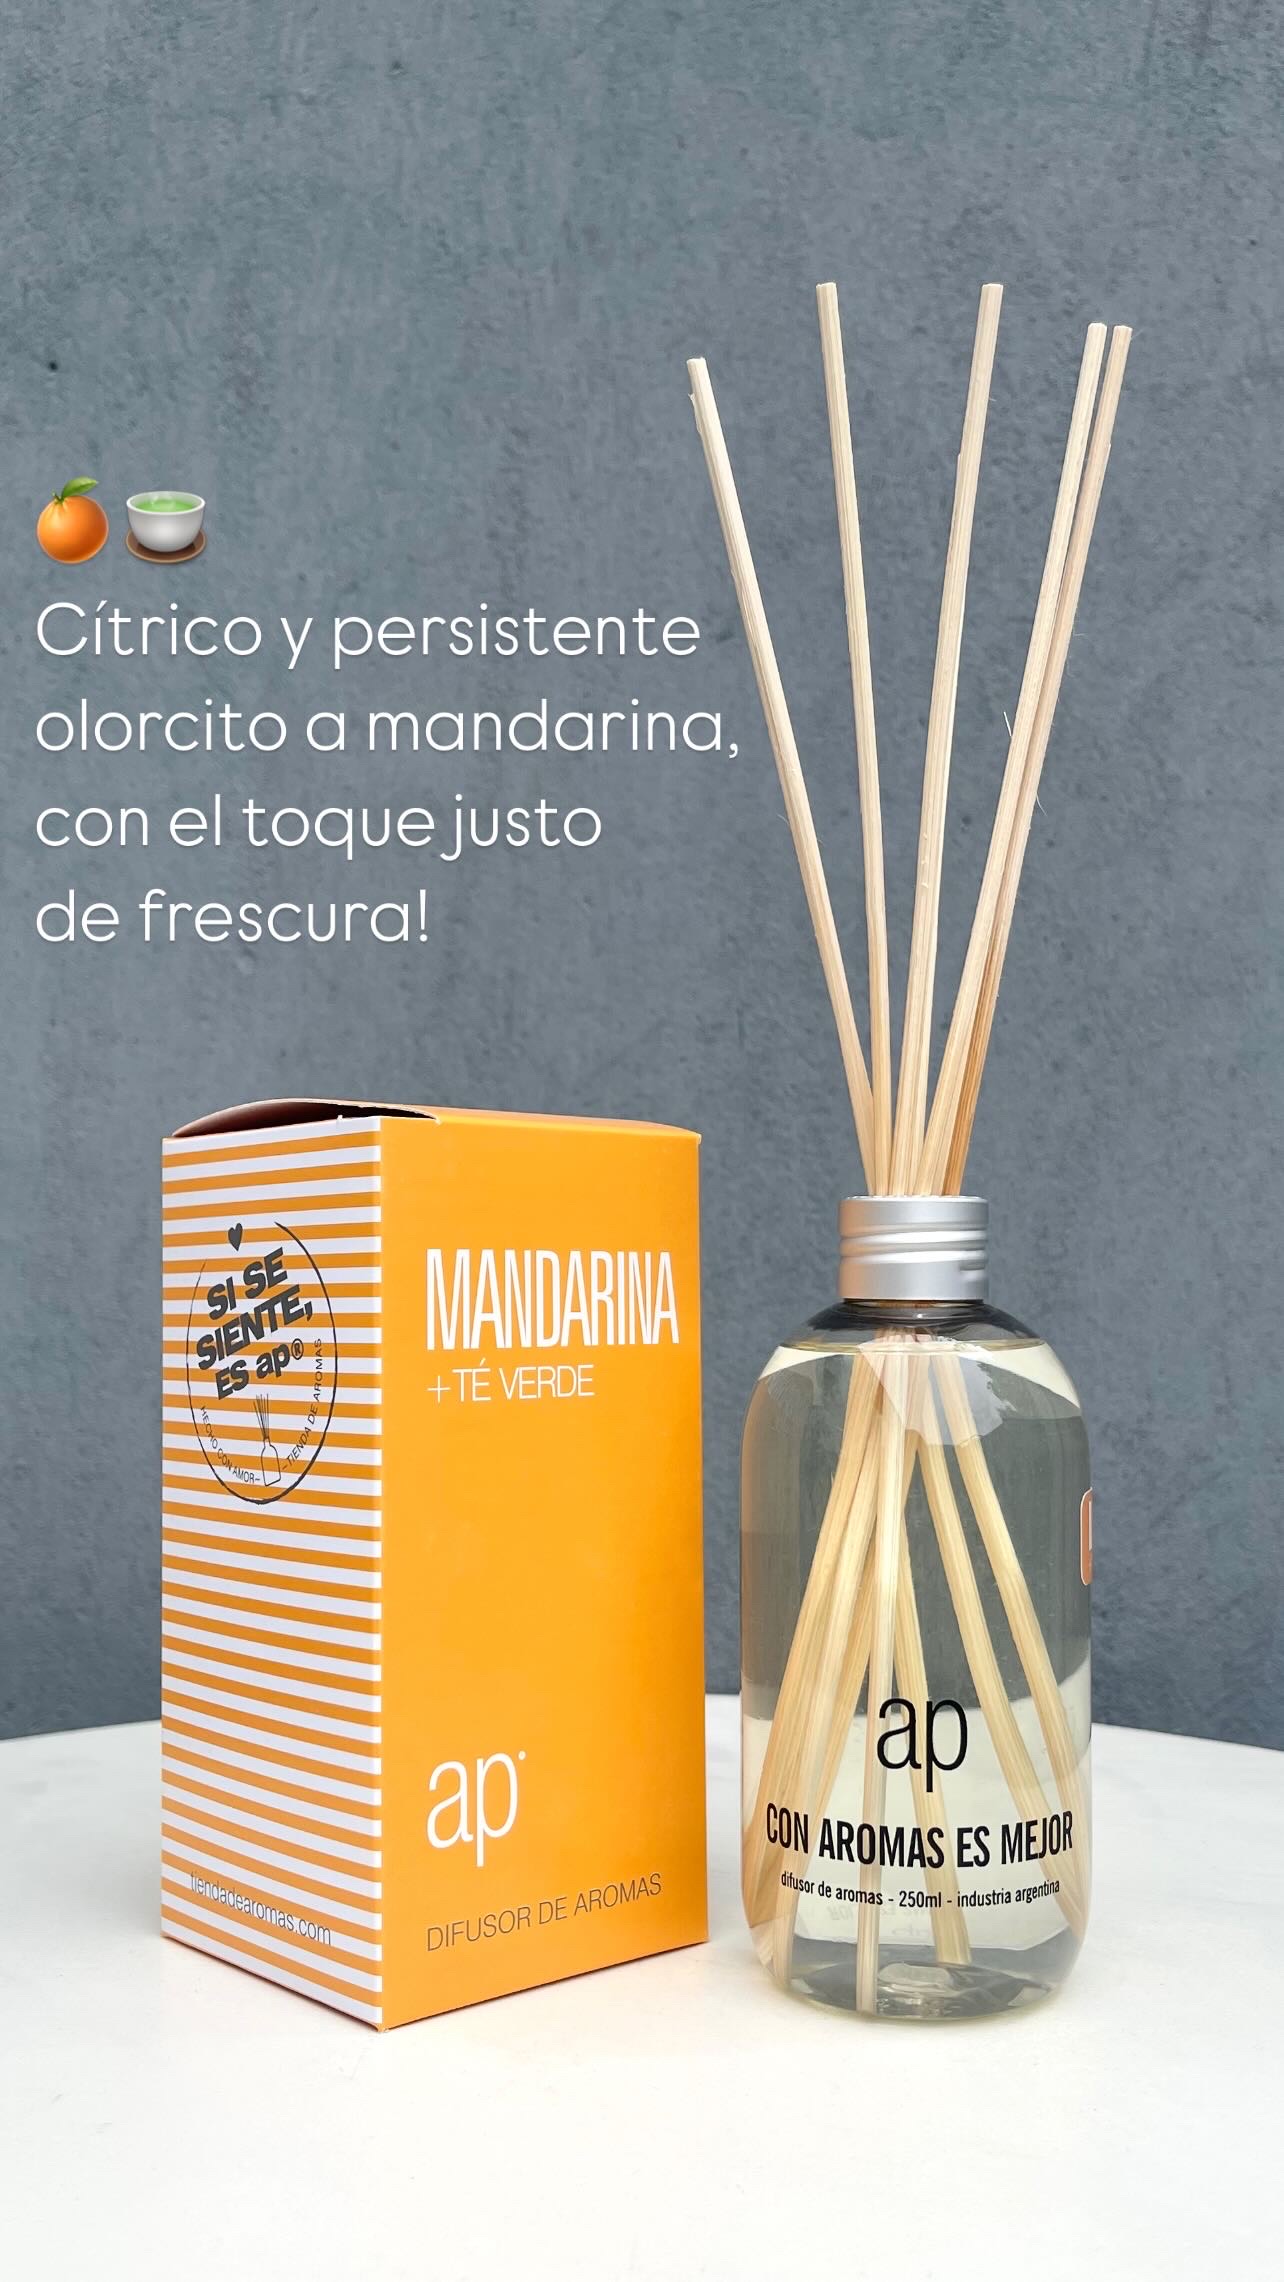 Cítrico y persistente
olorcito a mandarina,
con el toque justo
de frescura!
SI SE
SIENTE,
ES ap®
HECHO CON AMOR - TIENDA DE AROMAS
tiendadearomas.com
MANDARINA
+TÉ VERDE
ap
DIFUSOR DE AROMAS
ap
CON AROMAS ES MEJOR
difusor de aromas - 250ml - industria argentina